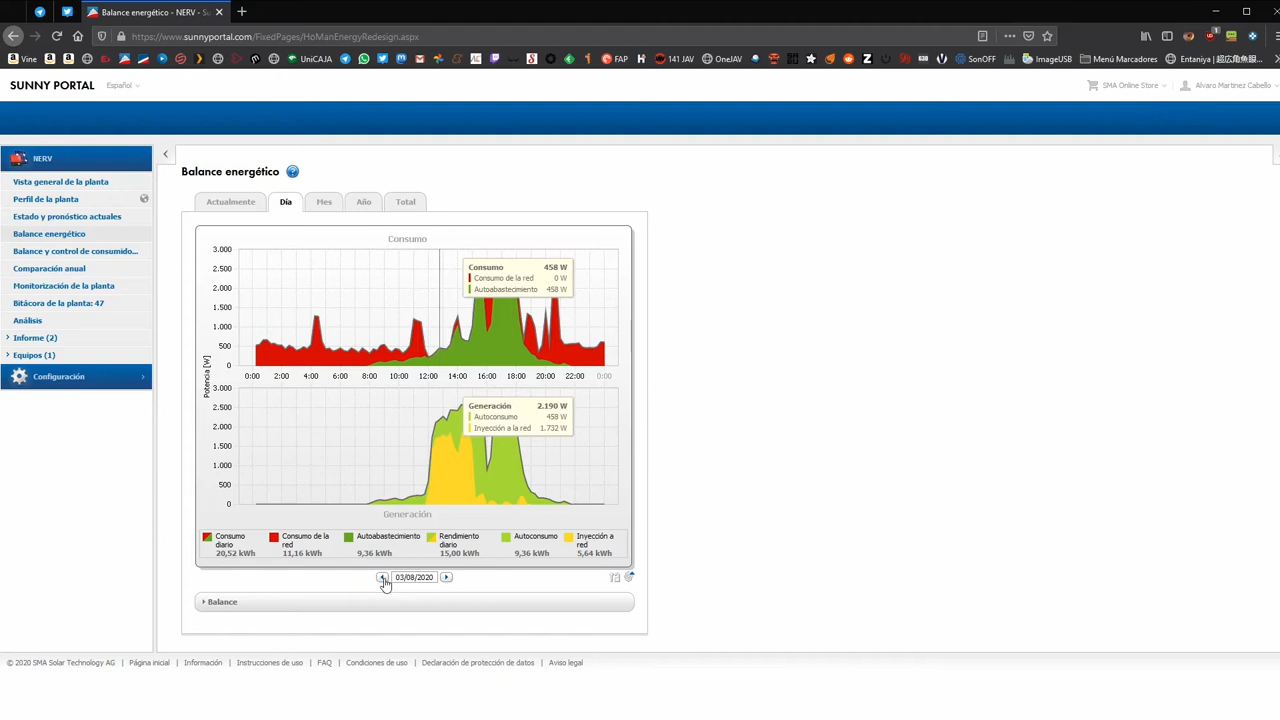 Balance energético - NERV - Su
https://www.sunnyportal.com/FixedPages/HoManEnergyRedesign.aspx
Vine
UniCAJA
FAP
141 JAV
OneJAV
SonOFF
ImageUSB
Menú Marcadores
Entaniya | 超広角魚眼...
SUNNY PORTAL
Español
SMA Online Store
Alvaro Martinez Cabello
NERV
Vista general de la planta
Perfil de la planta
Estado y pronóstico actuales
Balance energético
Balance y control de consumido...
Comparación anual
Monitorización de la planta
Bitácora de la planta: 47
Análisis
Informe (2)
Equipos (1)
Configuración
Balance energético
Actualmente Día Mes Año Total
Consumo
3.000
2.500
2.000
1.500
1.000
500
0
Consumo 458 W
Consumo de la red 0 W
Autoabastecimiento 458 W
0:00 2:00 4:00 6:00 8:00 10:00 12:00 14:00 16:00 18:00 20:00 22:00 0:00
Potencia [W]
3.000
2.500
2.000
1.500
1.000
500
0
Generación 2.190 W
Autoconsumo 458 W
Inyección a la red 1.732 W
Generación
Consumo diario
20,52 kWh
Consumo de la red
11,16 kWh
Autoabastecimiento
9,36 kWh
Rendimiento diario
15,00 kWh
Autoconsumo
9,36 kWh
Inyección a red
5,64 kWh
03/08/2020
Balance
© 2020 SMA Solar Technology AG Página inicial Información Instrucciones de uso FAQ Condiciones de uso Declaración de protección de datos Aviso legal